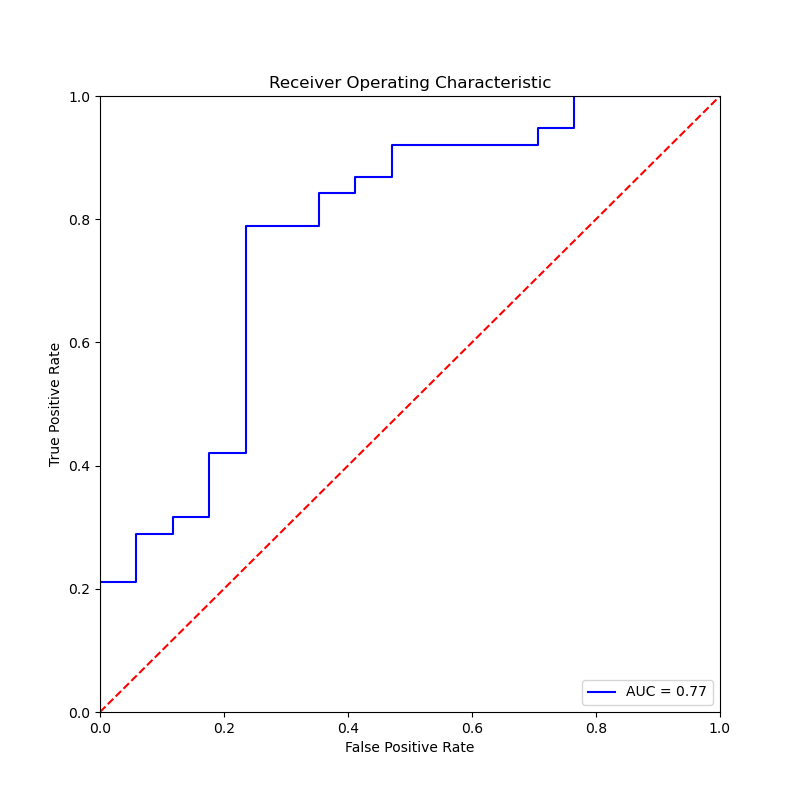 Receiver Operating Characteristic
True Positive Rate
1.0
0.8
0.6
0.4
0.2
0.0
AUC = 0.77
0.0 0.2 0.4 0.6 0.8 1.0
False Positive Rate